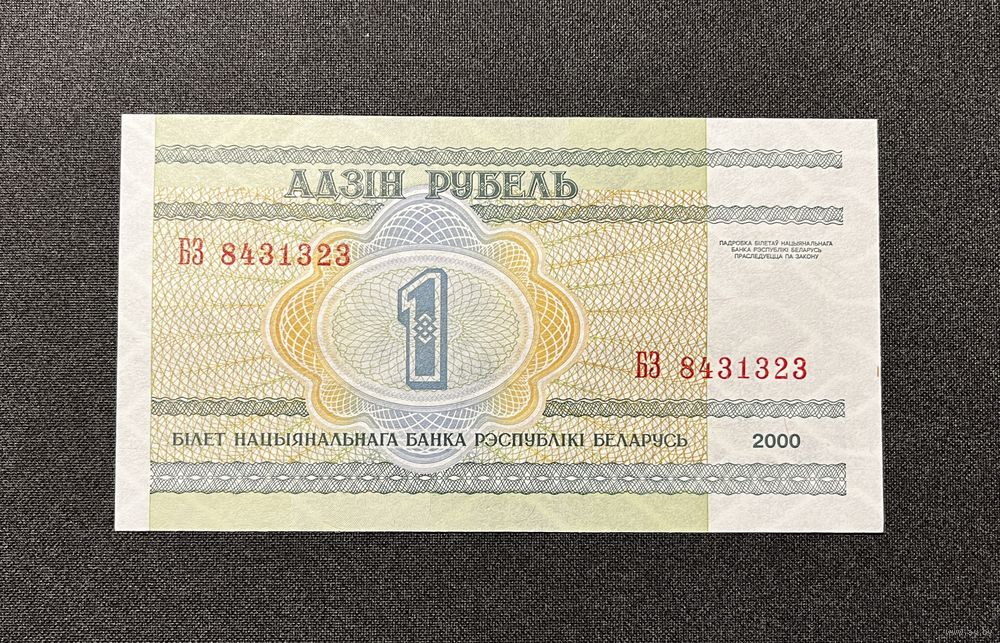 АДЗІН РУБЕЛЬ
БЗ 8431323
ПАДРОБКА БІЛЕТАЎ НАЦЫЯНАЛЬНАГА
БАНКА РЭСПУБЛІКІ БЕЛАРУСЬ
ПРАСЛЕДУЕЦЦА ПА ЗАКОНУ
1
БЗ 8431323
БІЛЕТ НАЦЫЯНАЛЬНАГА БАНКА РЭСПУБЛІКІ БЕЛАРУСЬ
2000